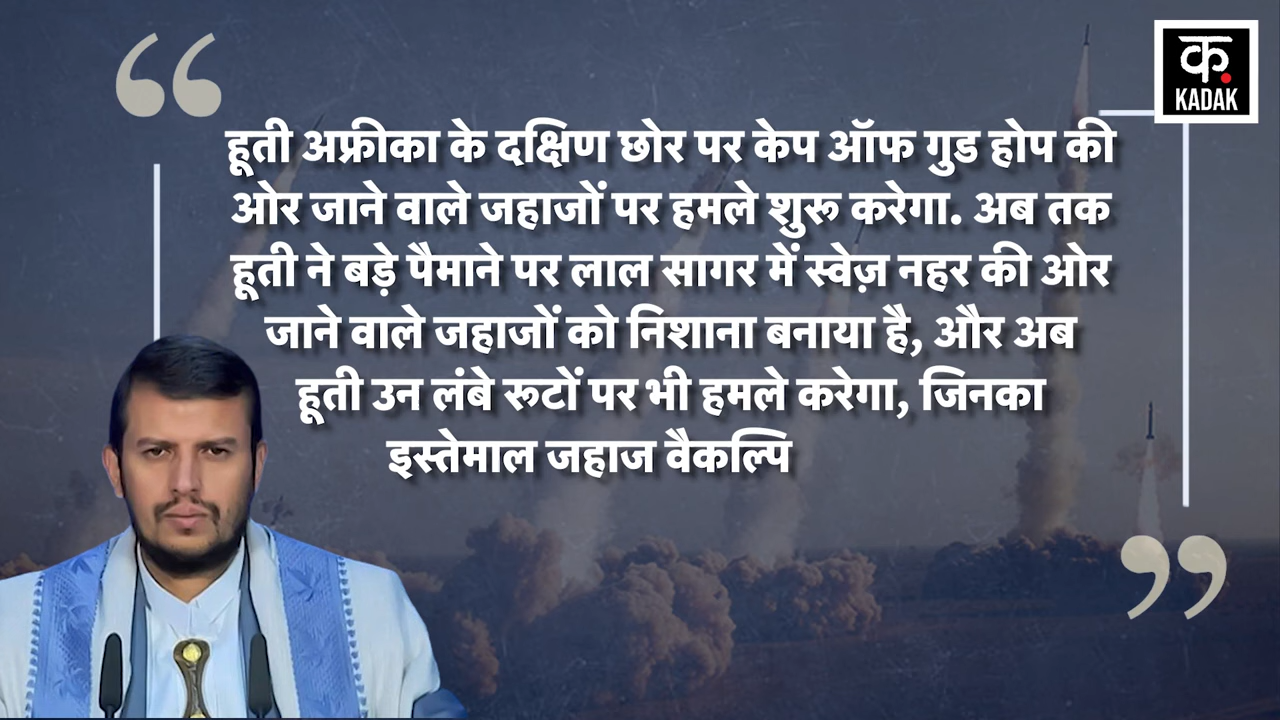 क.
KADAK
हूती अफ्रीका के दक्षिण छोर पर केप ऑफ गुड होप की
ओर जाने वाले जहाजों पर हमले शुरू करेगा. अब तक
हूती ने बड़े पैमाने पर लाल सागर में स्वेज़ नहर की ओर
जाने वाले जहाजों को निशाना बनाया है, और अब
हूती उन लंबे रूटों पर भी हमले करेगा, जिनका
इस्तेमाल जहाज वैकल्पि